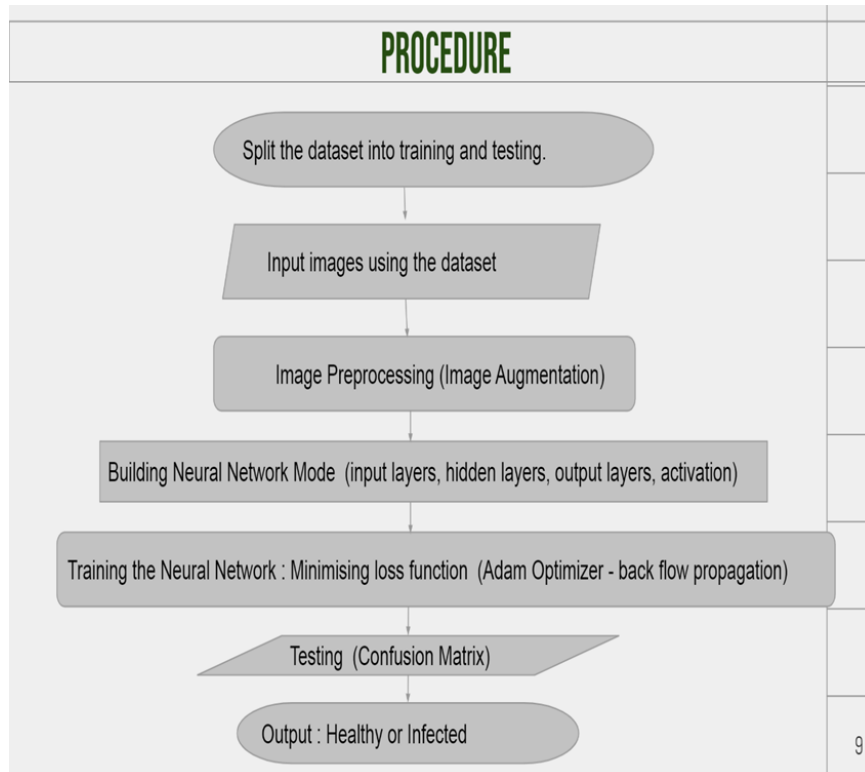 PROCEDURE
Split the dataset into training and testing.
Input images using the dataset
Image Preprocessing (Image Augmentation)
Building Neural Network Mode (input layers, hidden layers, output layers, activation)
Training the Neural Network : Minimising loss function (Adam Optimizer - back flow propagation)
Testing (Confusion Matrix)
Output : Healthy or Infected
9